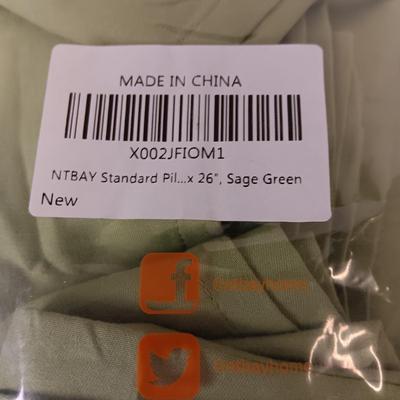 MADE IN CHINA
X002JFIOM1
NTBAY Standard Pil...x 26", Sage Green
New
@ntbayhome
@ntbayhome